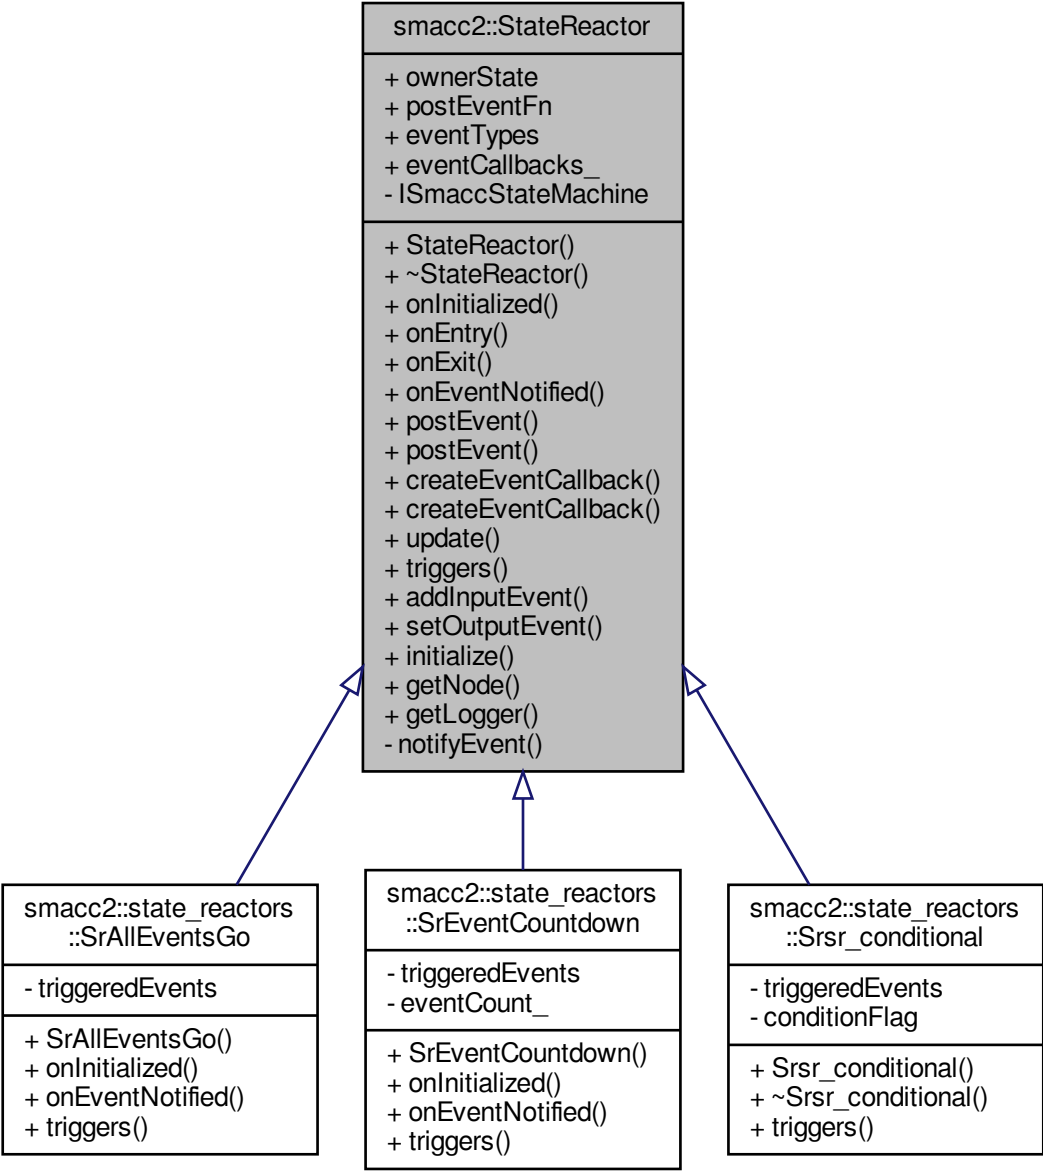 smacc2::StateReactor
+ ownerState
+ postEventFn
+ eventTypes
+ eventCallbacks_
- ISmaccStateMachine
+ StateReactor()
+ ~StateReactor()
+ onInitialized()
+ onEntry()
+ onExit()
+ onEventNotified()
+ postEvent()
+ postEvent()
+ createEventCallback()
+ createEventCallback()
+ update()
+ triggers()
+ addInputEvent()
+ setOutputEvent()
+ initialize()
+ getNode()
+ getLogger()
- notifyEvent()
smacc2::state_reactors
::SrAllEventsGo
- triggeredEvents
+ SrAllEventsGo()
+ onInitialized()
+ onEventNotified()
+ triggers()
smacc2::state_reactors
::SrEventCountdown
- triggeredEvents
- eventCount_
+ SrEventCountdown()
+ onInitialized()
+ onEventNotified()
+ triggers()
smacc2::state_reactors
::Srsr_conditional
- triggeredEvents
- conditionFlag
+ Srsr_conditional()
+ ~Srsr_conditional()
+ triggers()